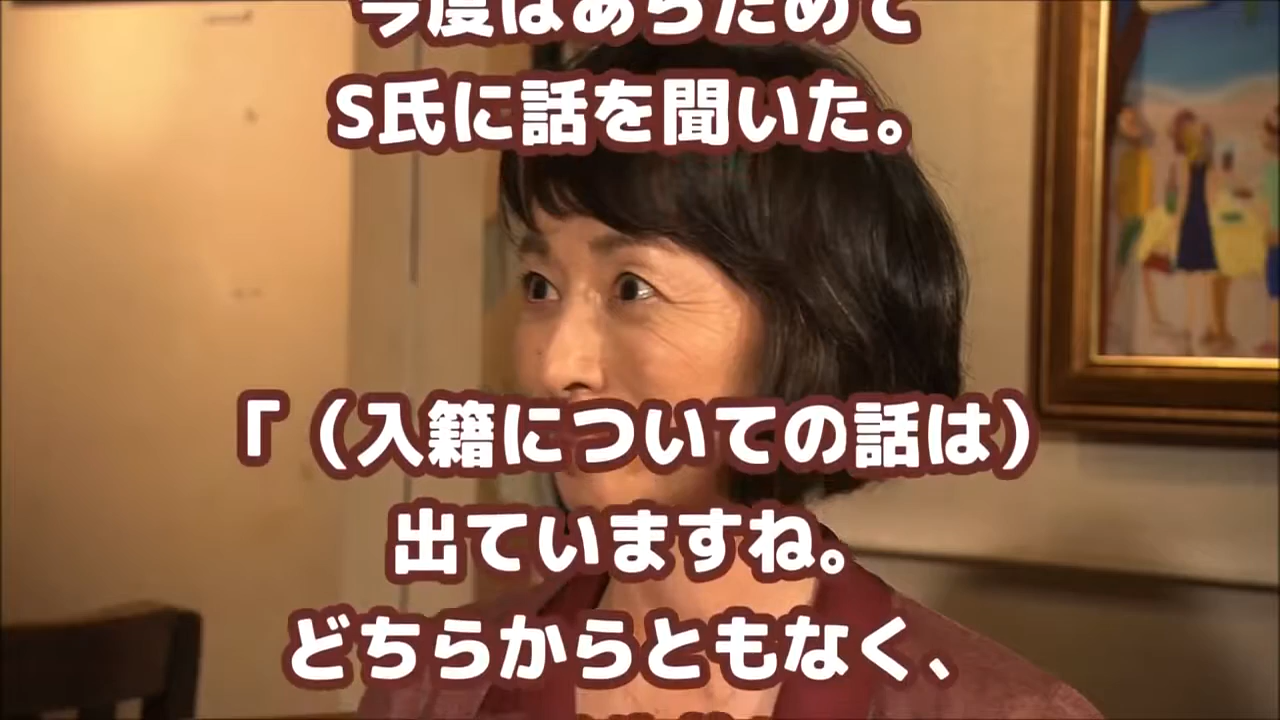 今度はあらためて
S氏に話を聞いた。
「（入籍についての話は）
出ていますね。
どちらからともなく、